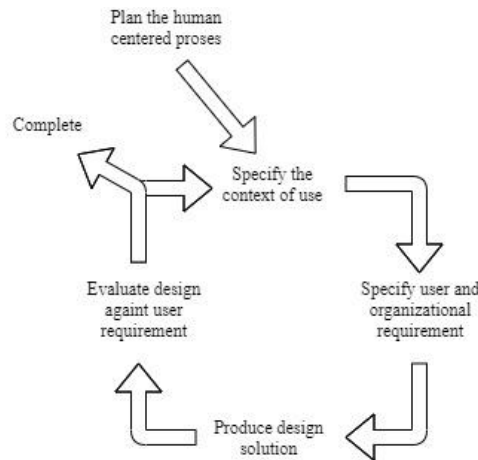 Plan the human
centered proses
Complete
Specify the
context of use
Evaluate design
againt user
requirement
Specify user and
organizational
requirement
Produce design
solution